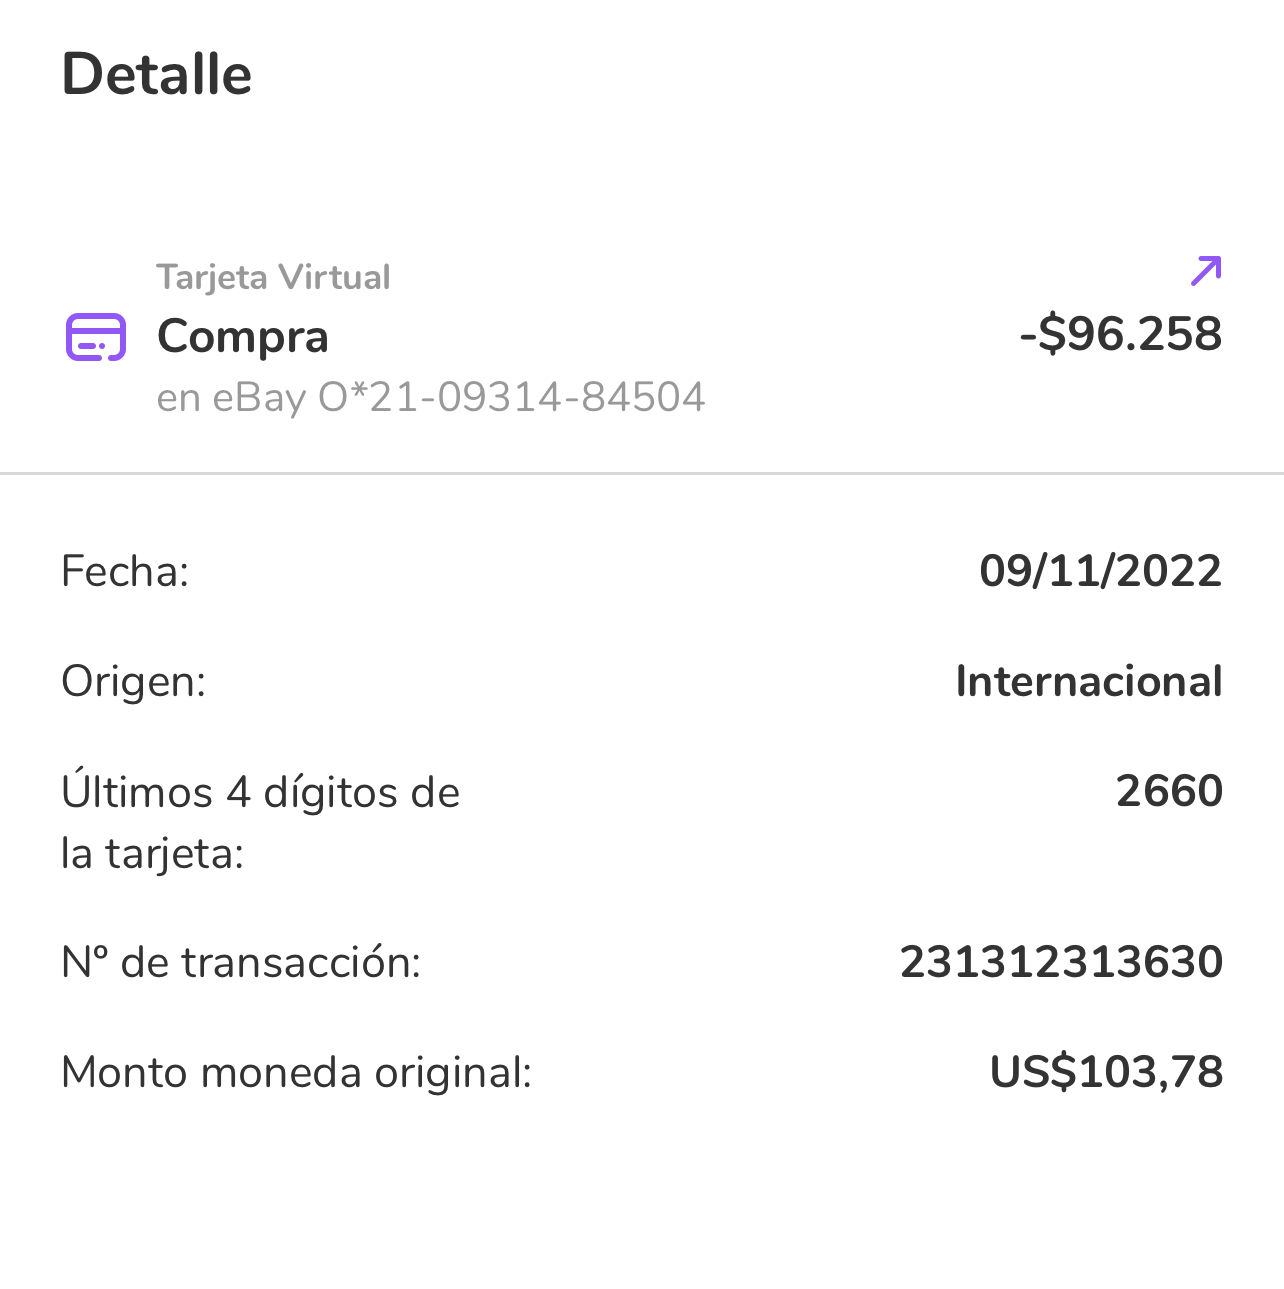 Detalle
Tarjeta Virtual
Compra
-$96.258
en eBay O*21-09314-84504
Fecha:
09/11/2022
Origen:
Internacional
Últimos 4 dígitos de
la tarjeta:
2660
Nº de transacción:
231312313630
Monto moneda original:
US$103,78